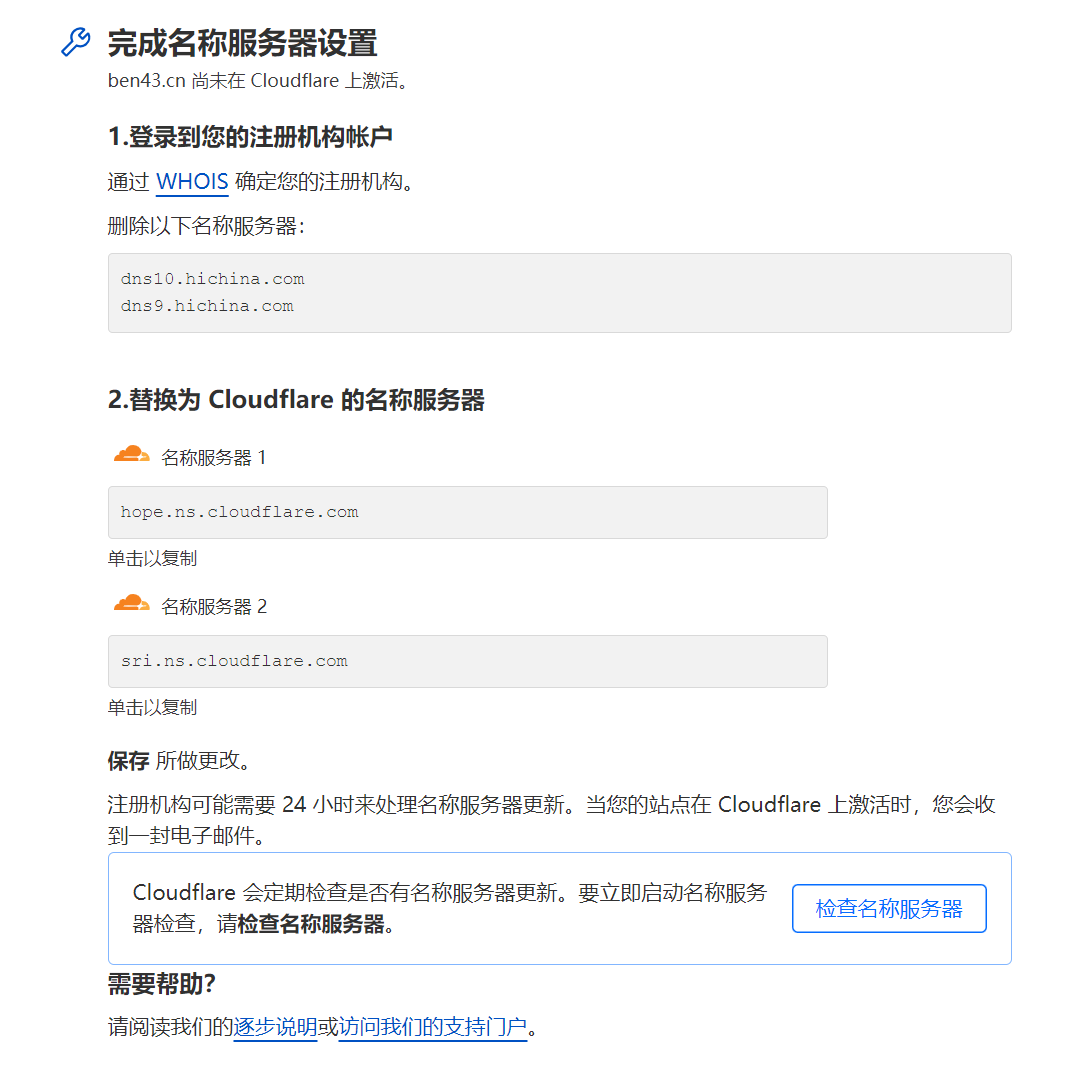 完成名称服务器设置
ben43.cn 尚未在 Cloudflare 上激活。
1.登录到您的注册机构帐户
通过 WHOIS 确定您的注册机构。
删除以下名称服务器：
dns10.hichina.com
dns9.hichina.com
2.替换为 Cloudflare 的名称服务器
名称服务器 1
hope.ns.cloudflare.com
单击以复制
名称服务器 2
sri.ns.cloudflare.com
单击以复制
保存 所做更改。
注册机构可能需要 24 小时来处理名称服务器更新。当您的站点在 Cloudflare 上激活时，您会收
到一封电子邮件。
Cloudflare 会定期检查是否有名称服务器更新。要立即启动名称服务
器检查，请检查名称服务器。
检查名称服务器
需要帮助?
请阅读我们的逐步说明或访问我们的支持门户。